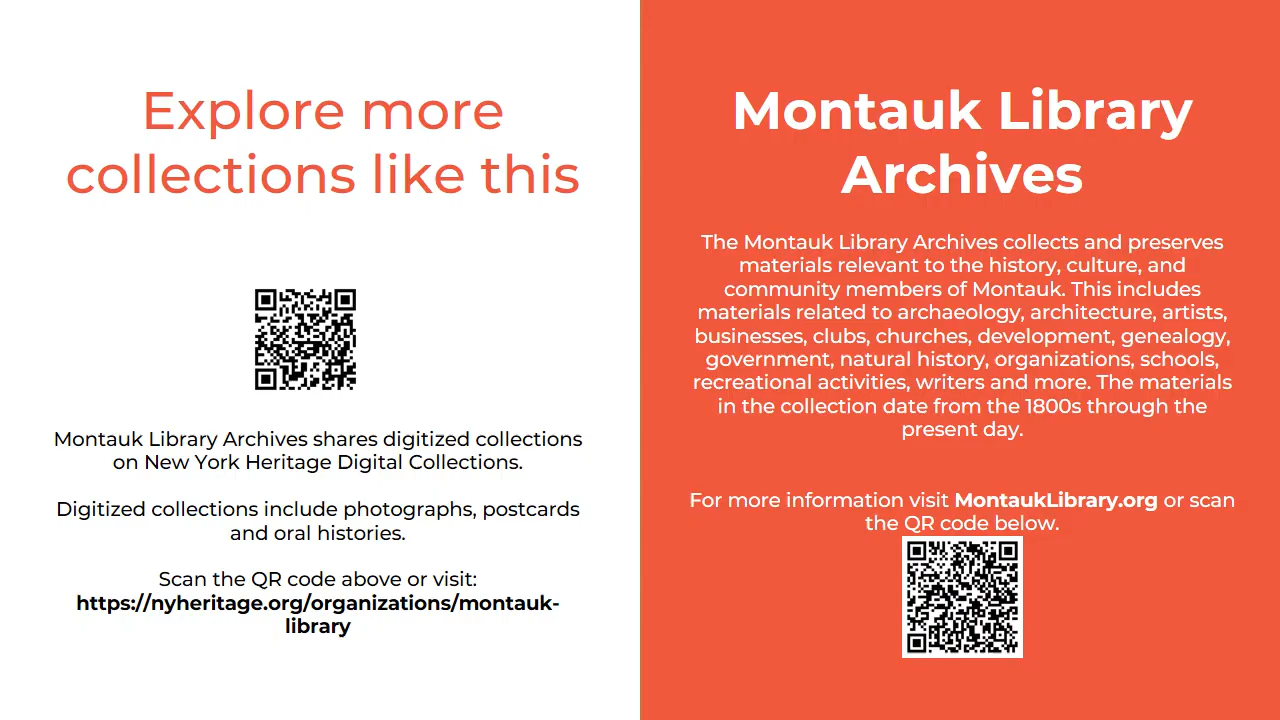 Explore more
collections like this
Montauk Library Archives shares digitized collections
on New York Heritage Digital Collections.
Digitized collections include photographs, postcards
and oral histories.
Scan the QR code above or visit:
https://nyheritage.org/organizations/montauk-
library
Montauk Library
Archives
The Montauk Library Archives collects and preserves
materials relevant to the history, culture, and
community members of Montauk. This includes
materials related to archaeology, architecture, artists,
businesses, clubs, churches, development, genealogy,
government, natural history, organizations, schools,
recreational activities, writers and more. The materials
in the collection date from the 1800s through the
present day.
For more information visit MontaukLibrary.org or scan
the QR code below.